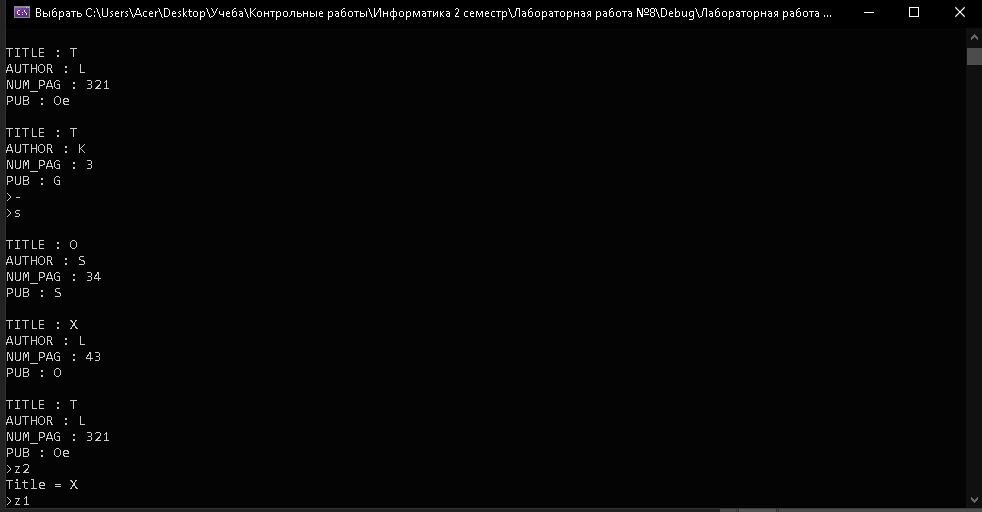 Выбрать C:\Users\Acer\Desktop\Учеба\Контрольные работы\Информатика 2 семестр\Лабораторная работа №8\Debug\Лабораторная работа ...
TITLE : T
AUTHOR : L
NUM_PAG : 321
PUB : Oe
TITLE : T
AUTHOR : K
NUM_PAG : 3
PUB : G
>-
>s
TITLE : O
AUTHOR : S
NUM_PAG : 34
PUB : S
TITLE : X
AUTHOR : L
NUM_PAG : 43
PUB : O
TITLE : T
AUTHOR : L
NUM_PAG : 321
PUB : Oe
>z2
Title = X
>z1